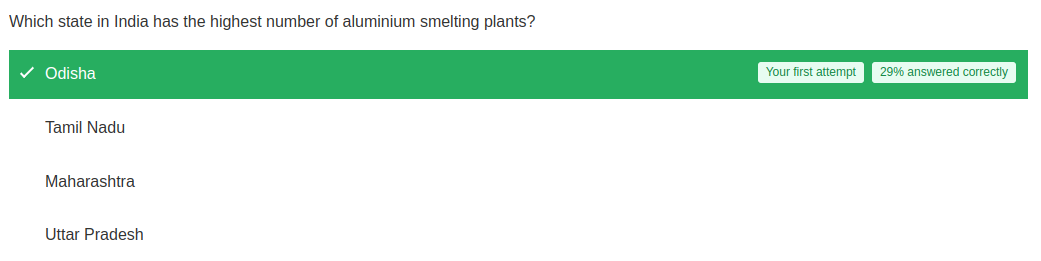 Which state in India has the highest number of aluminium smelting plants?
Odisha Your first attempt 29% answered correctly
Tamil Nadu
Maharashtra
Uttar Pradesh